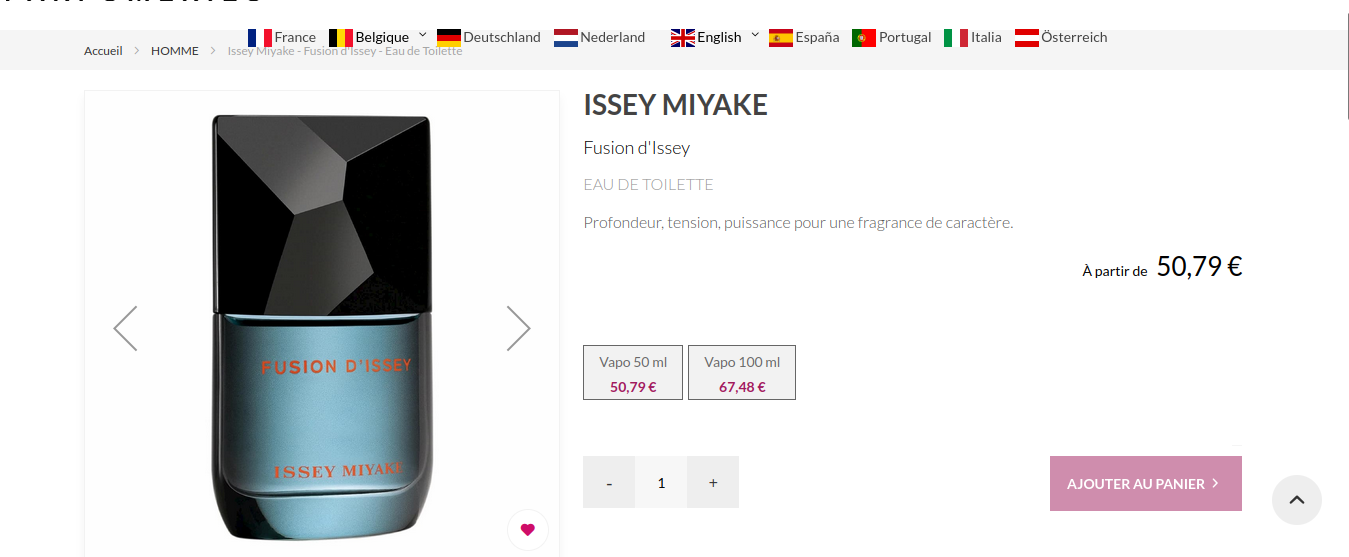 France Belgique Deutschland Nederland English España Portugal Italia Österreich
Accueil HOMME Issey Miyake - Fusion d'Issey - Eau de Toilette
ISSEY MIYAKE
Fusion d'Issey
EAU DE TOILETTE
Profondeur, tension, puissance pour une fragrance de caractère.
À partir de 50,79 €
FUSION D'ISSEY
ISSEY MIYAKE
Vapo 50 ml
50,79 €
Vapo 100 ml
67,48 €
- 1 +
AJOUTER AU PANIER